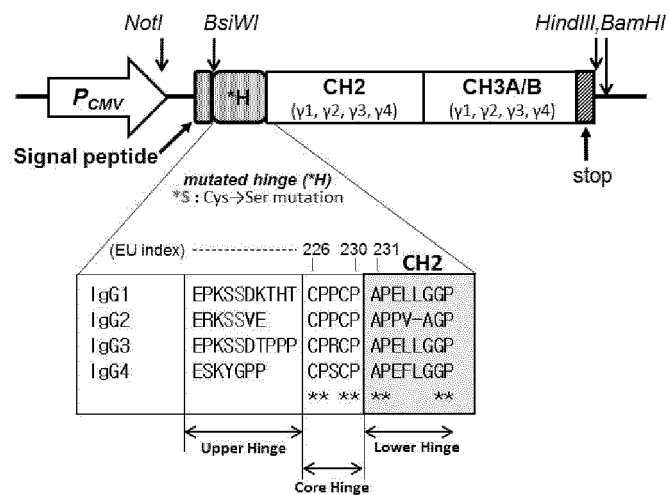 NotI BsiWI HindIII,BamHI
PCMV *H CH2 CH3A/B
(γ1, γ2, γ3, γ4) (γ1, γ2, γ3, γ4)
Signal peptide stop
mutated hinge (*H)
*S : Cys→Ser mutation
(EU index) ---------------- 226 230 231
CH2
IgG1 EPKSSDKTHT CPPCP APELLGGP
IgG2 ERKSSVE CPPCP APPV-AGP
IgG3 EPKSSDTPPP CPRCP APELLGGP
IgG4 ESKYGPP CPSCP APEFLGGP
** ** ** **
Upper Hinge Lower Hinge
Core Hinge